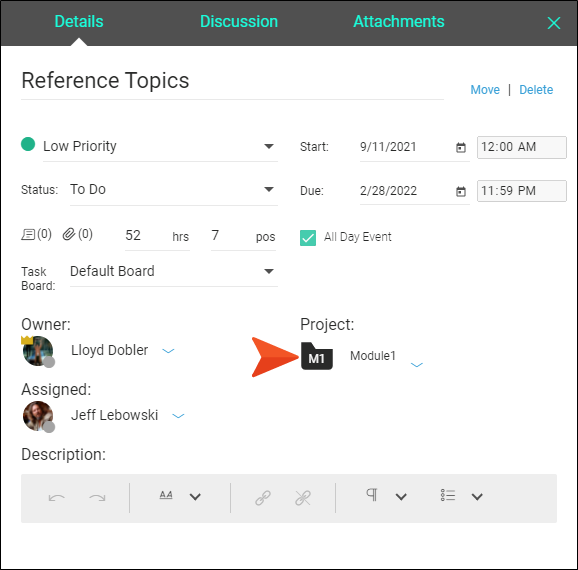 Details Discussion Attachments
Reference Topics
Move | Delete
Low Priority
Start: 9/11/2021 12:00 AM
Status: To Do
Due: 2/28/2022 11:59 PM
(0) (0) 52 hrs 7 pos
All Day Event
Task Board: Default Board
Owner:
Lloyd Dobler
Project:
M1 Module1
Assigned:
Jeff Lebowski
Description:
AA